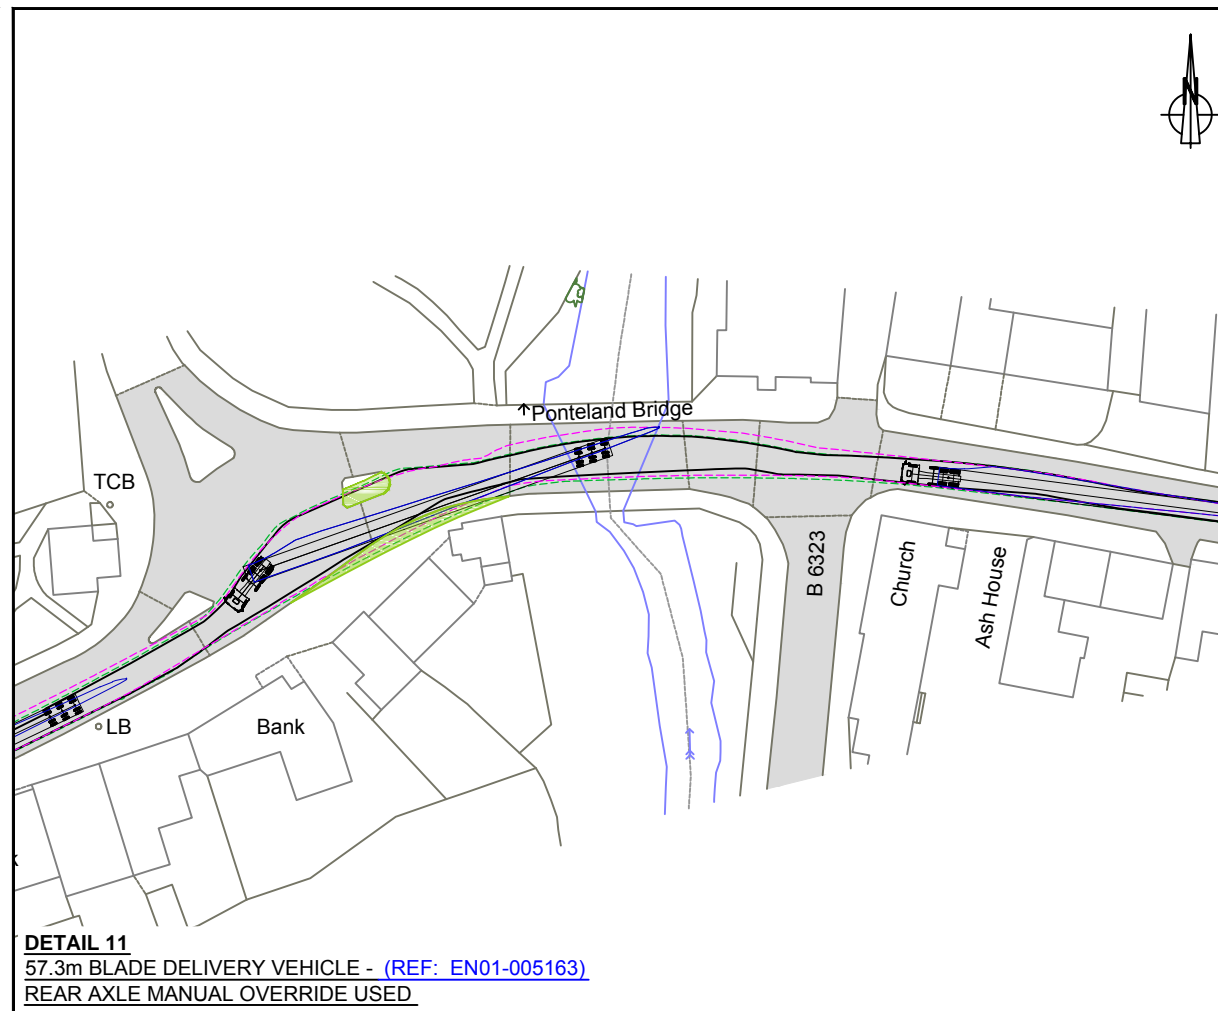 N
Ponteland Bridge
TCB
B 6323
Church
Ash House
LB
Bank
k
DETAIL 11
57.3m BLADE DELIVERY VEHICLE - (REF: EN01-005163)
REAR AXLE MANUAL OVERRIDE USED